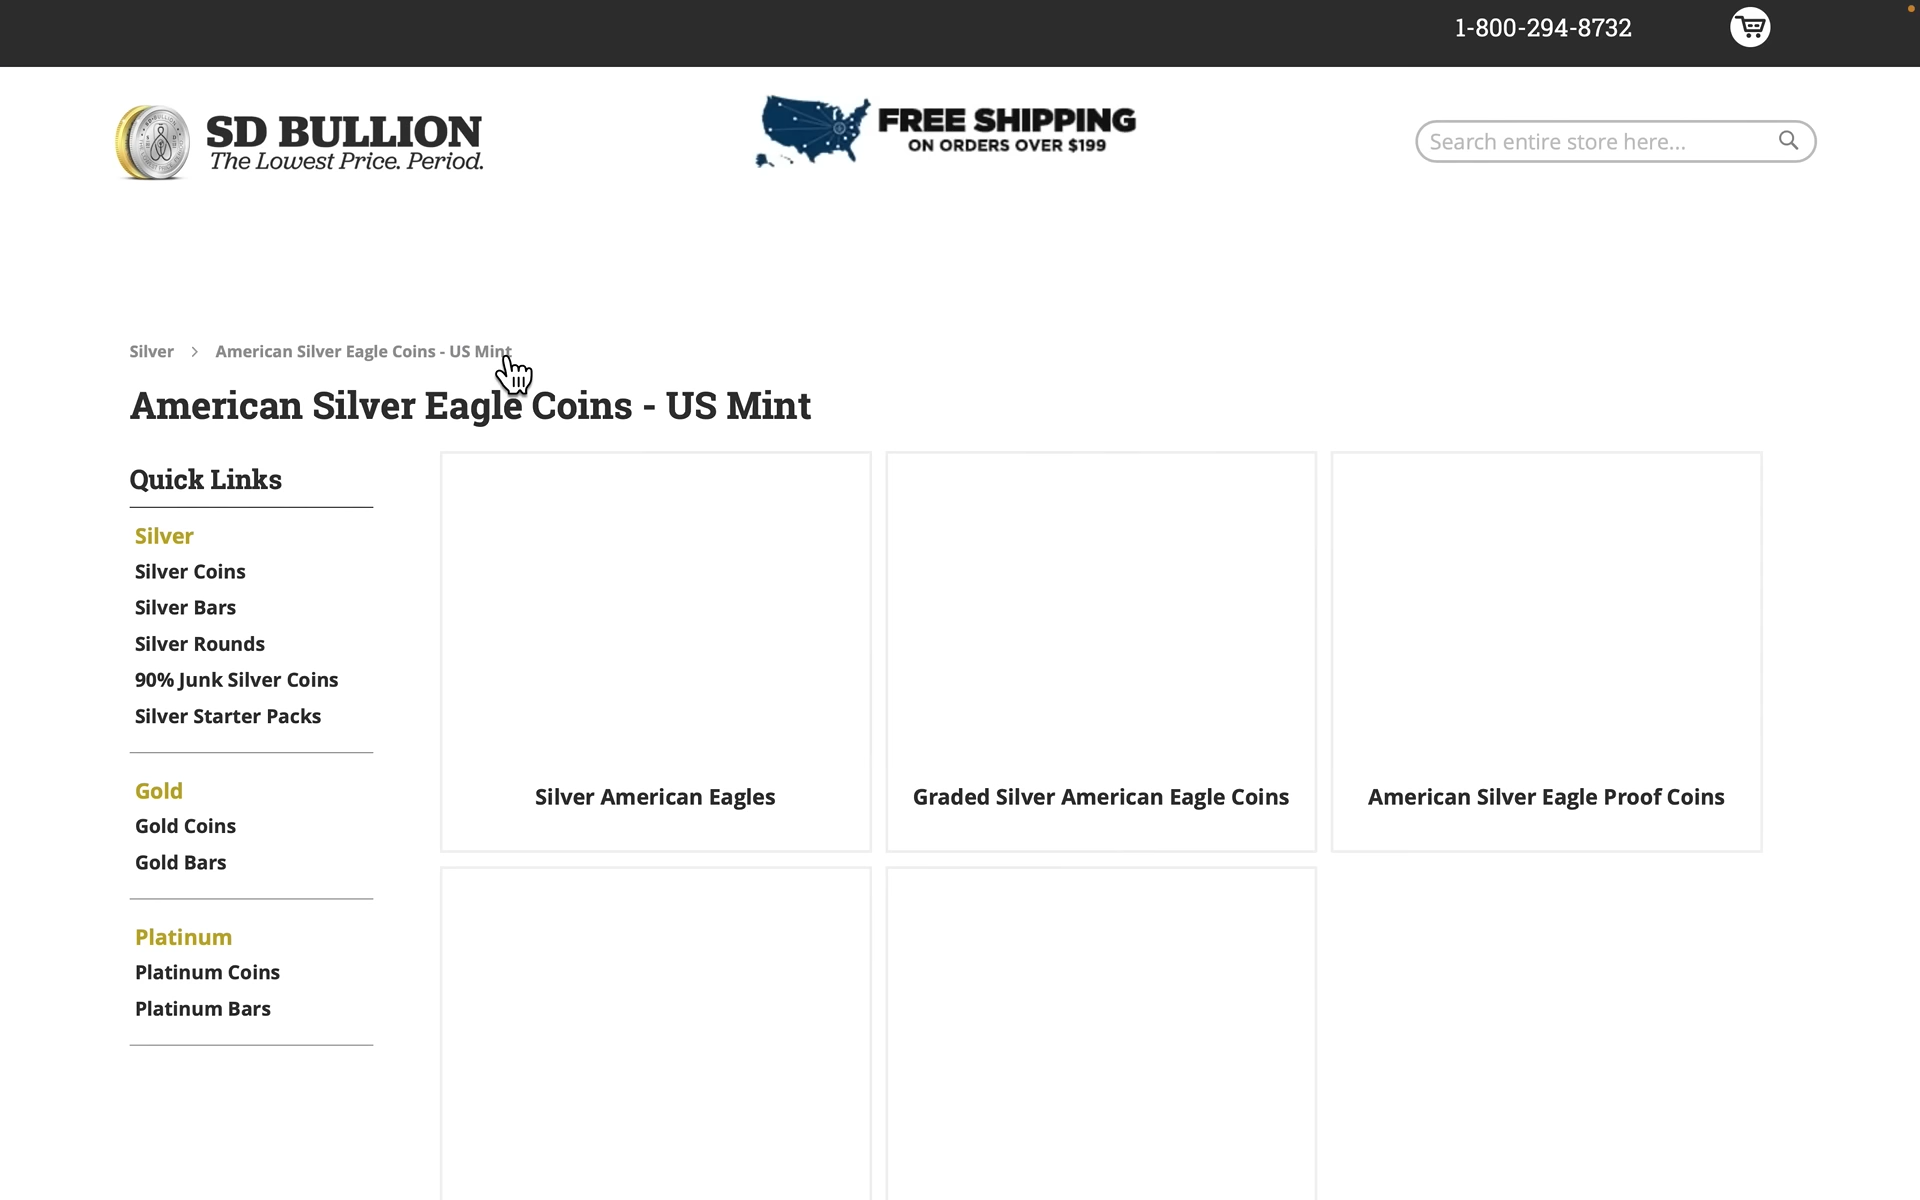 1-800-294-8732
SD BULLION
The Lowest Price. Period.
FREE SHIPPING
ON ORDERS OVER $199
Search entire store here...
Silver > American Silver Eagle Coins - US Mint
American Silver Eagle Coins - US Mint
Quick Links
Silver
Silver Coins
Silver Bars
Silver Rounds
90% Junk Silver Coins
Silver Starter Packs
Gold
Gold Coins
Gold Bars
Platinum
Platinum Coins
Platinum Bars
Silver American Eagles
Graded Silver American Eagle Coins
American Silver Eagle Proof Coins